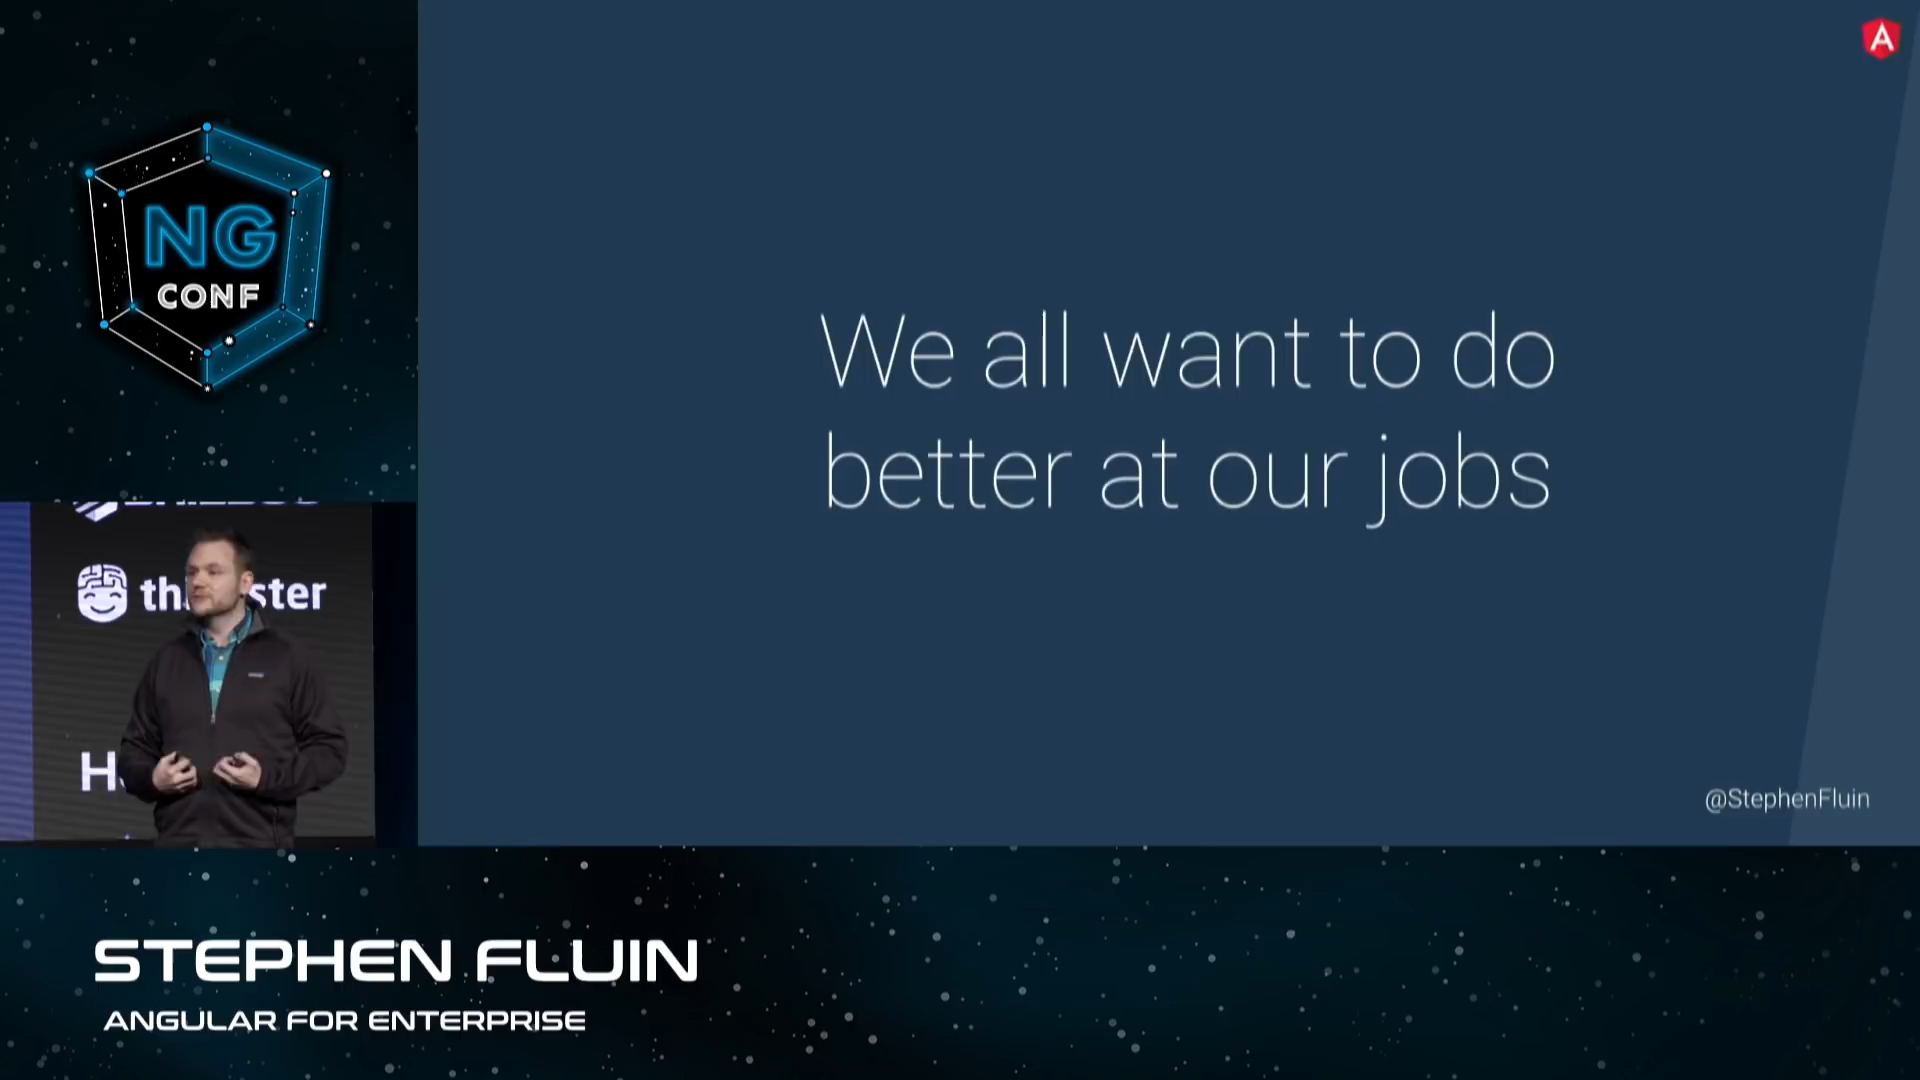 NG
CONF
We all want to do
better at our jobs
@StephenFluin
STEPHEN FLUIN
ANGULAR FOR ENTERPRISE